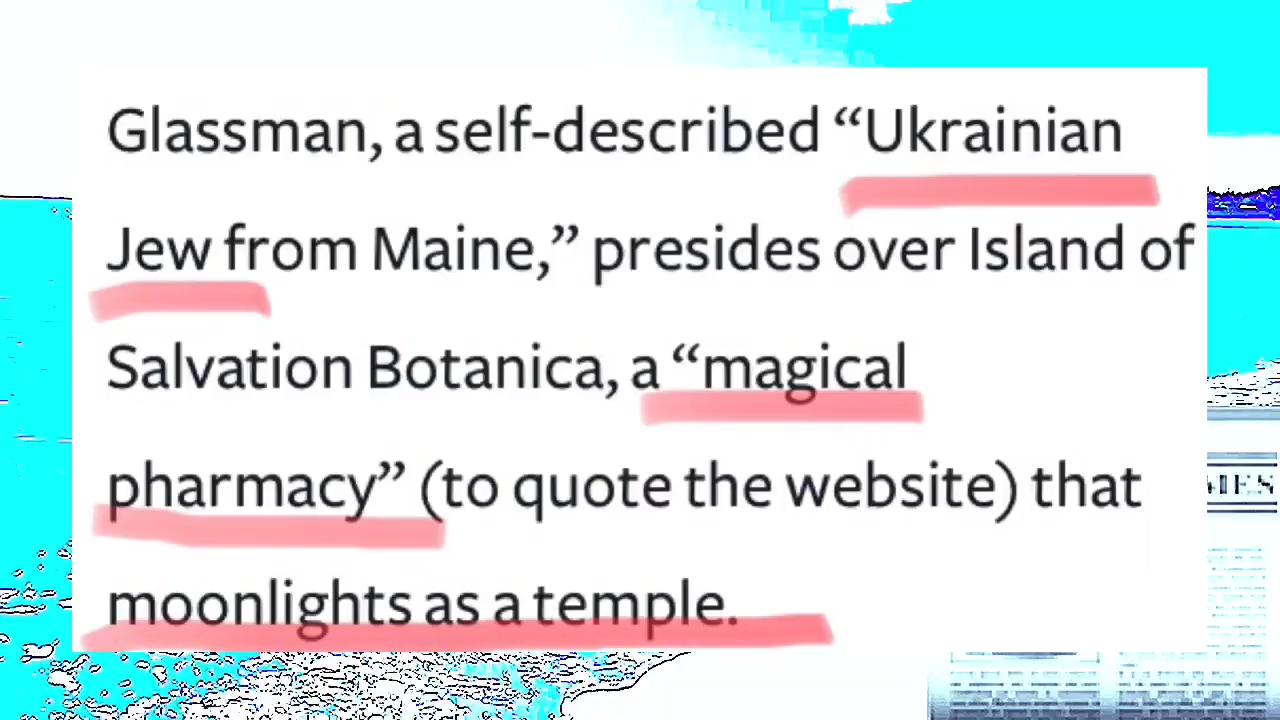 Glassman, a self-described “Ukrainian
Jew from Maine,” presides over Island of
Salvation Botanica, a “magical
pharmacy” (to quote the website) that
moonlights as a temple.